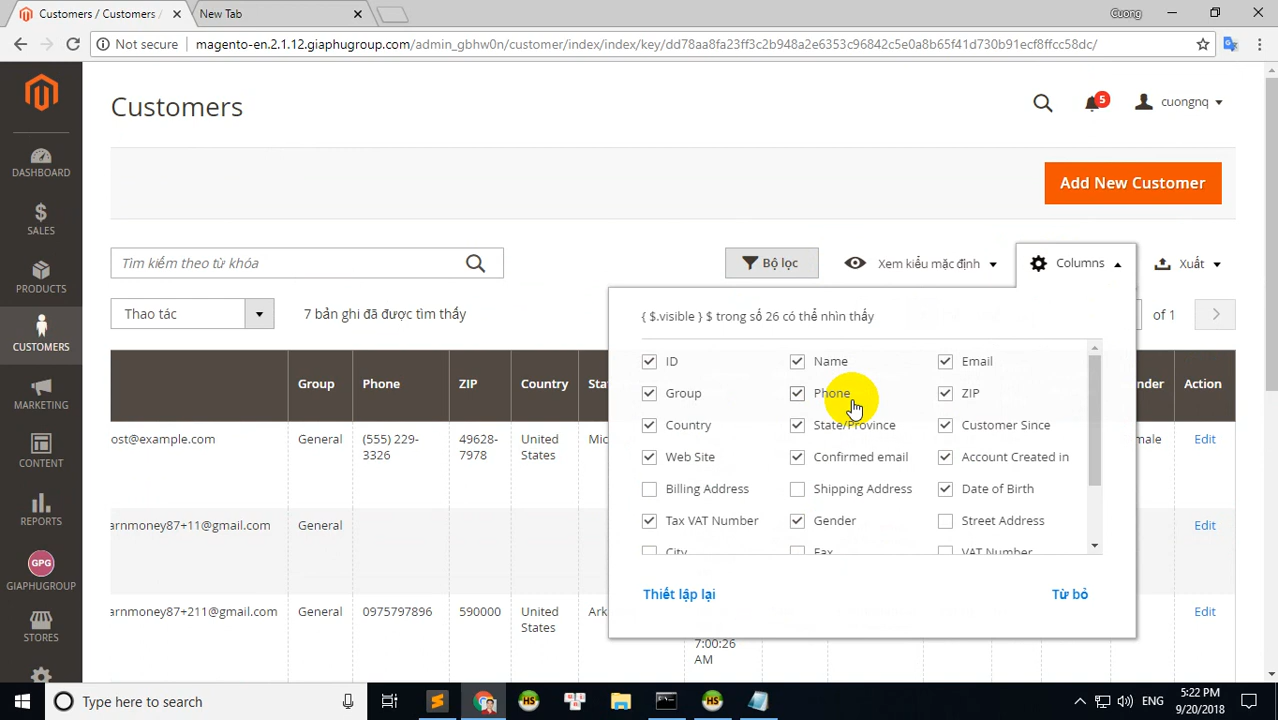 Customers / Customers /
New Tab
Cuong
Not secure
magento-en.2.1.12.giaphugroup.com/admin_gbhw0n/customer/index/index/key/dd78aa8fa23ff3c2b948a2e6353c96842c5e0a8b65f41d730b91ecf8ffcc58dc/
DASHBOARD
SALES
PRODUCTS
CUSTOMERS
MARKETING
CONTENT
REPORTS
GPG
GIAPHUGROUP
STORES
Customers
5
cuongnq
Add New Customer
Tìm kiếm theo từ khóa
Bộ lọc
Xem kiểu mặc định
Columns
Xuất
Thao tác
7 bản ghi đã được tìm thấy
of 1
{ $.visible } $ trong số 26 có thể nhìn thấy
ID Name Email
Group Phone ZIP
Country State/Province Customer Since
Web Site Confirmed email Account Created in
Billing Address Shipping Address Date of Birth
Tax VAT Number Gender Street Address
City Fax VAT Number
Thiết lập lại
Từ bỏ
Group Phone ZIP Country Action
ost@example.com General (555) 229-3326 49628-7978 United States Edit
arnmoney87+11@gmail.com General Edit
arnmoney87+211@gmail.com General 0975797896 590000 United States Edit
7:00:26
AM
Type here to search
ENG
5:22 PM
9/20/2018